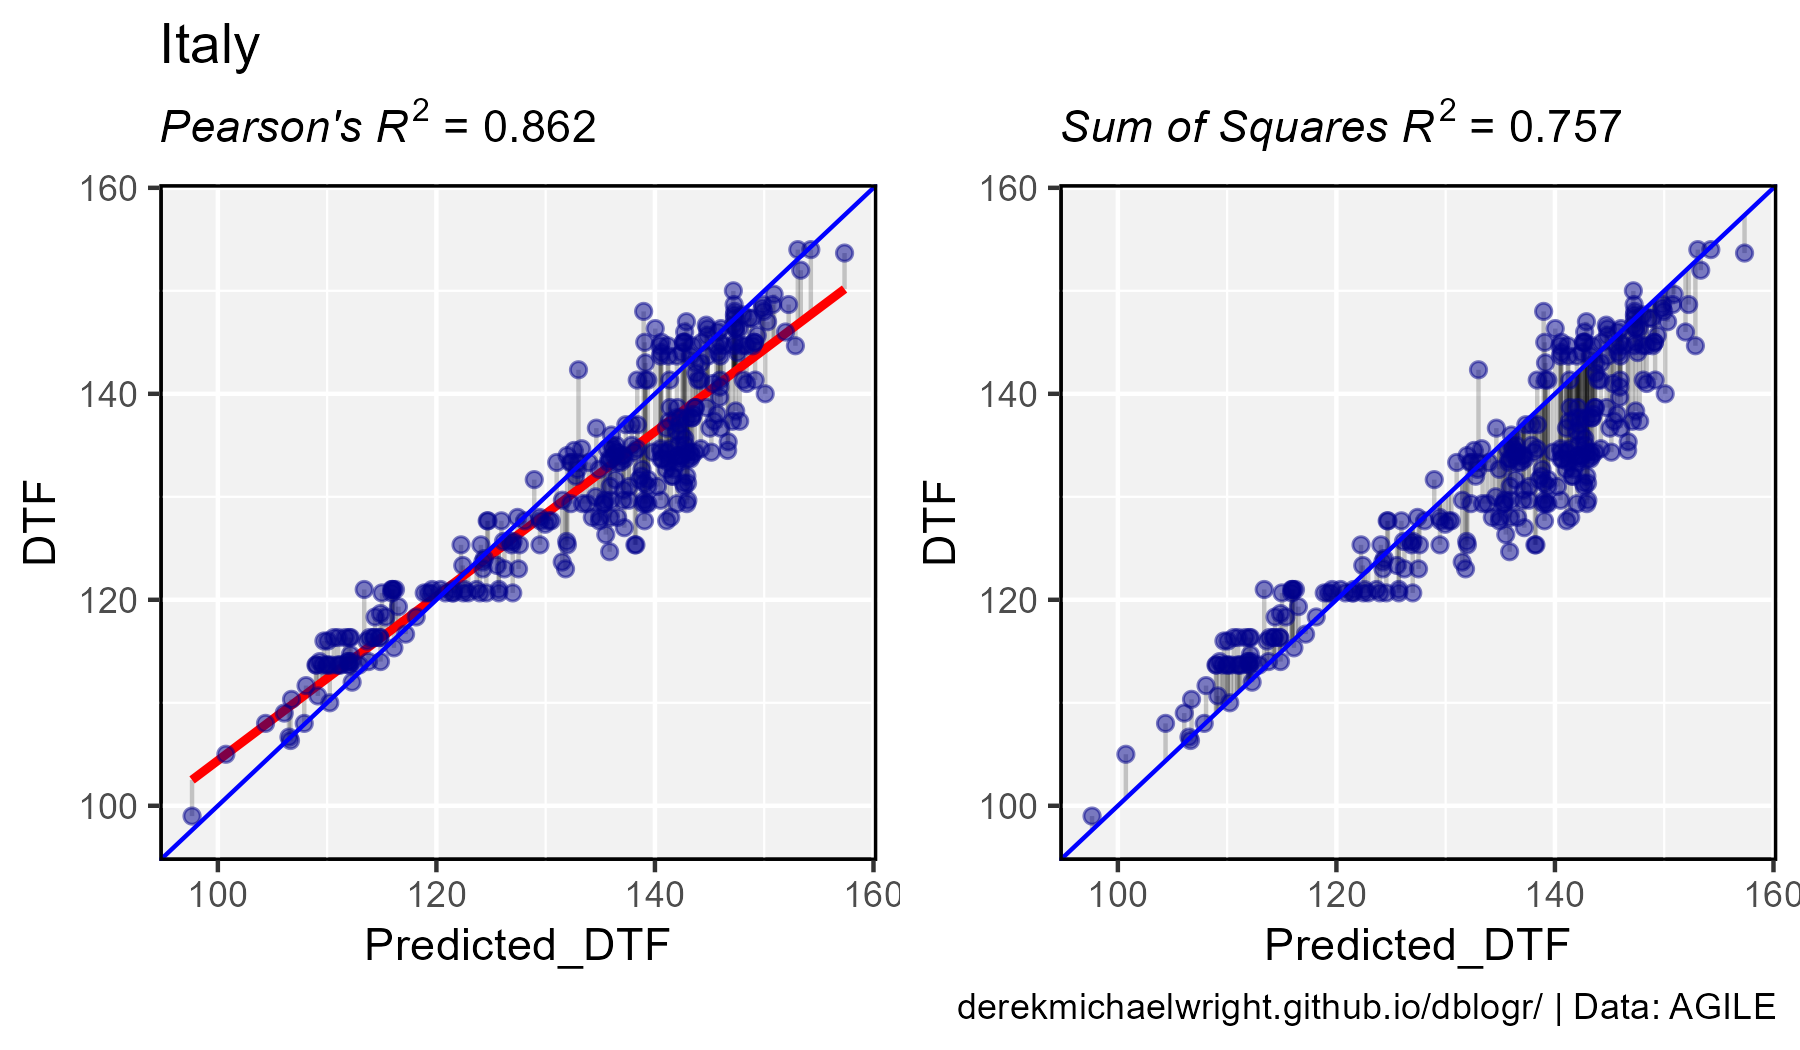 Italy
Pearson's R² = 0.862
Sum of Squares R² = 0.757
DTF
160
140
120
100
100 120 140 160
Predicted_DTF
DTF
160
140
120
100
100 120 140 160
Predicted_DTF
derekmichaelwright.github.io/dblogr/ | Data: AGILE